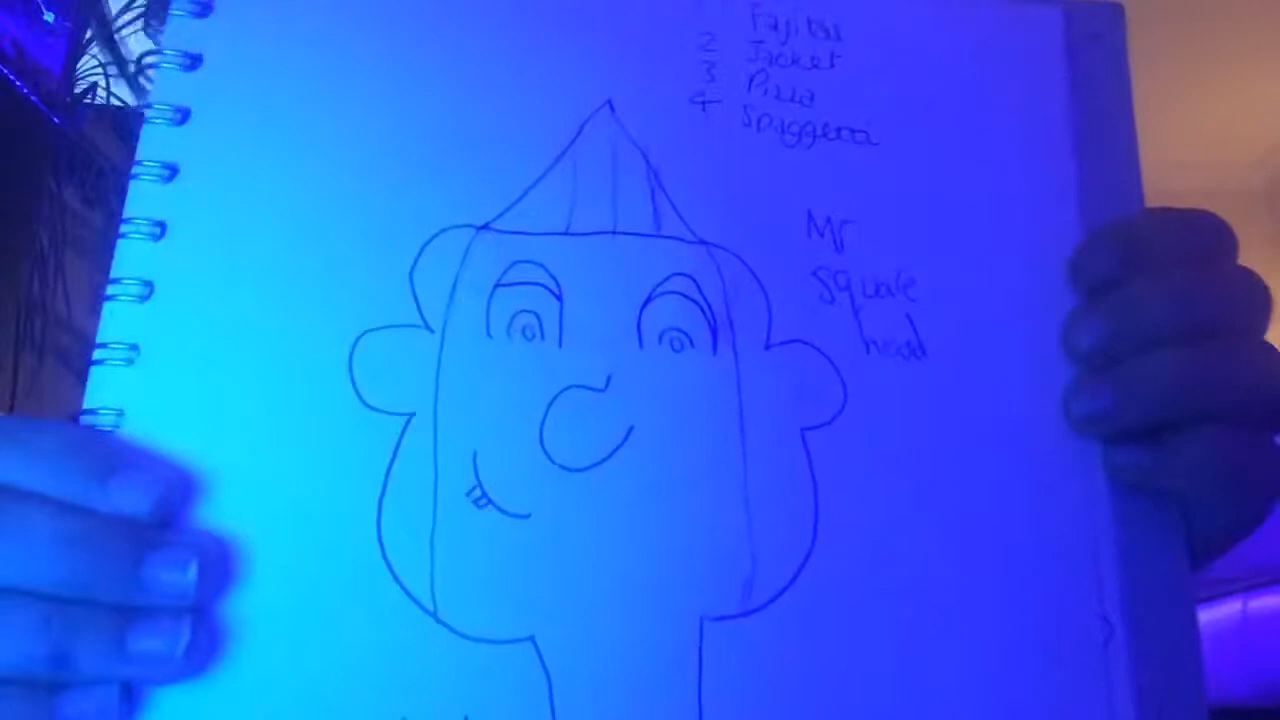 Fajitas
2 Jacket
3 Pizza
4 Spaggetti
Mr
Square
head